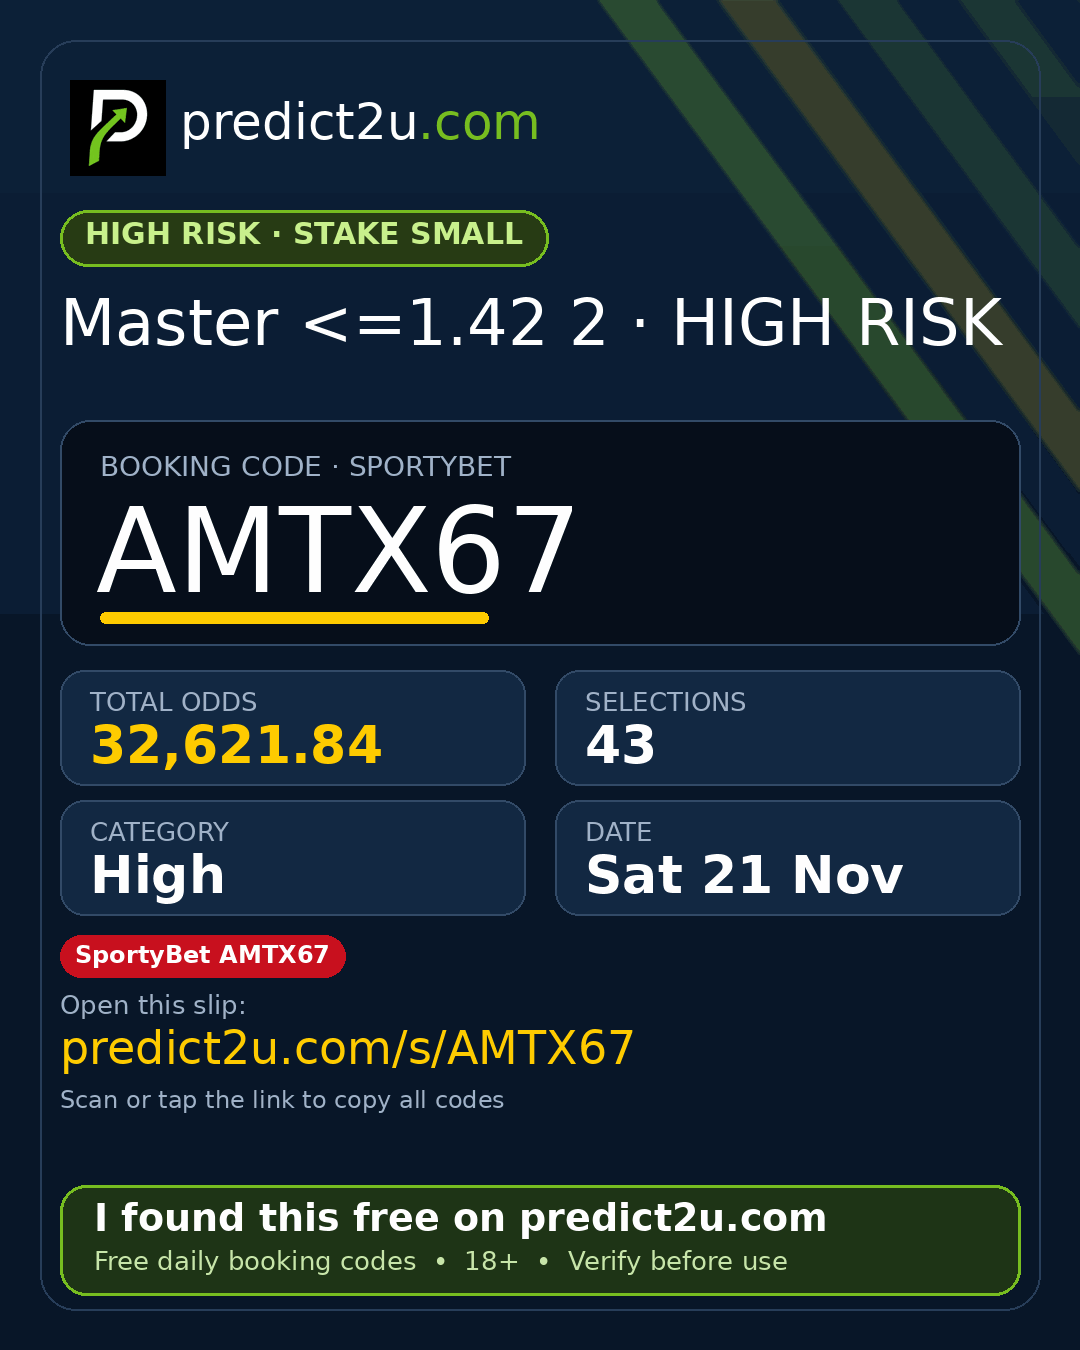 predict2u.com
HIGH RISK · STAKE SMALL
Master <=1.42 2 · HIGH RISK
BOOKING CODE · SPORTYBET
AMTX67
TOTAL ODDS
32,621.84
SELECTIONS
43
CATEGORY
High
DATE
Sat 21 Nov
SportyBet AMTX67
Open this slip:
predict2u.com/s/AMTX67
Scan or tap the link to copy all codes
I found this free on predict2u.com
Free daily booking codes • 18+ • Verify before use